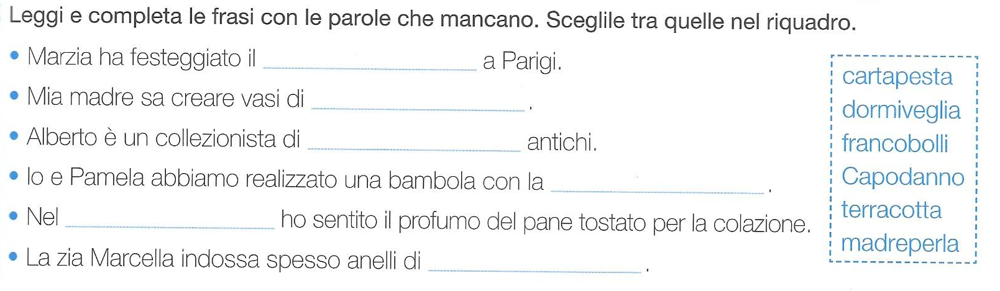 Leggi e completa le frasi con le parole che mancano. Sceglile tra quelle nel riquadro.
• Marzia ha festeggiato il ____________ a Parigi.
• Mia madre sa creare vasi di ____________.
• Alberto è un collezionista di ____________ antichi.
• Io e Pamela abbiamo realizzato una bambola con la ____________.
• Nel ____________ ho sentito il profumo del pane tostato per la colazione.
• La zia Marcella indossa spesso anelli di ____________.
cartapesta
dormiveglia
francobolli
Capodanno
terracotta
madreperla